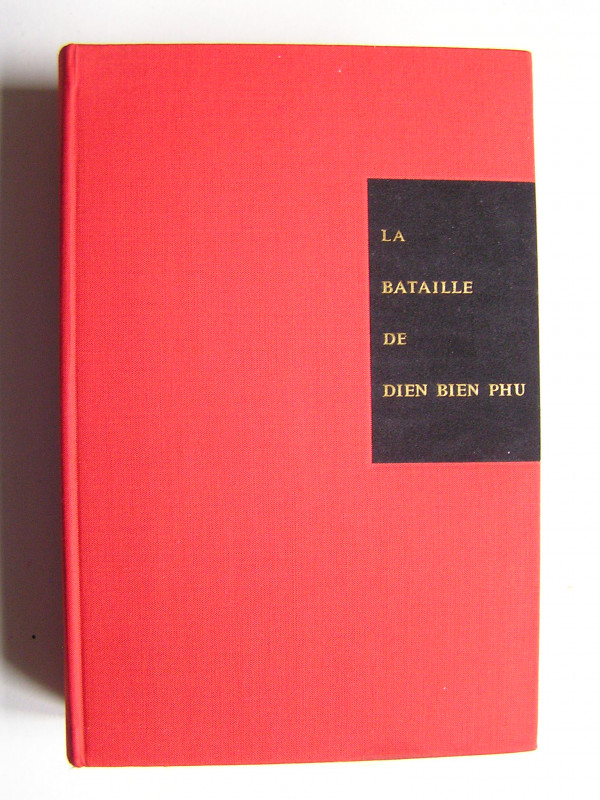 LA
BATAILLE
DE
DIEN BIEN PHU